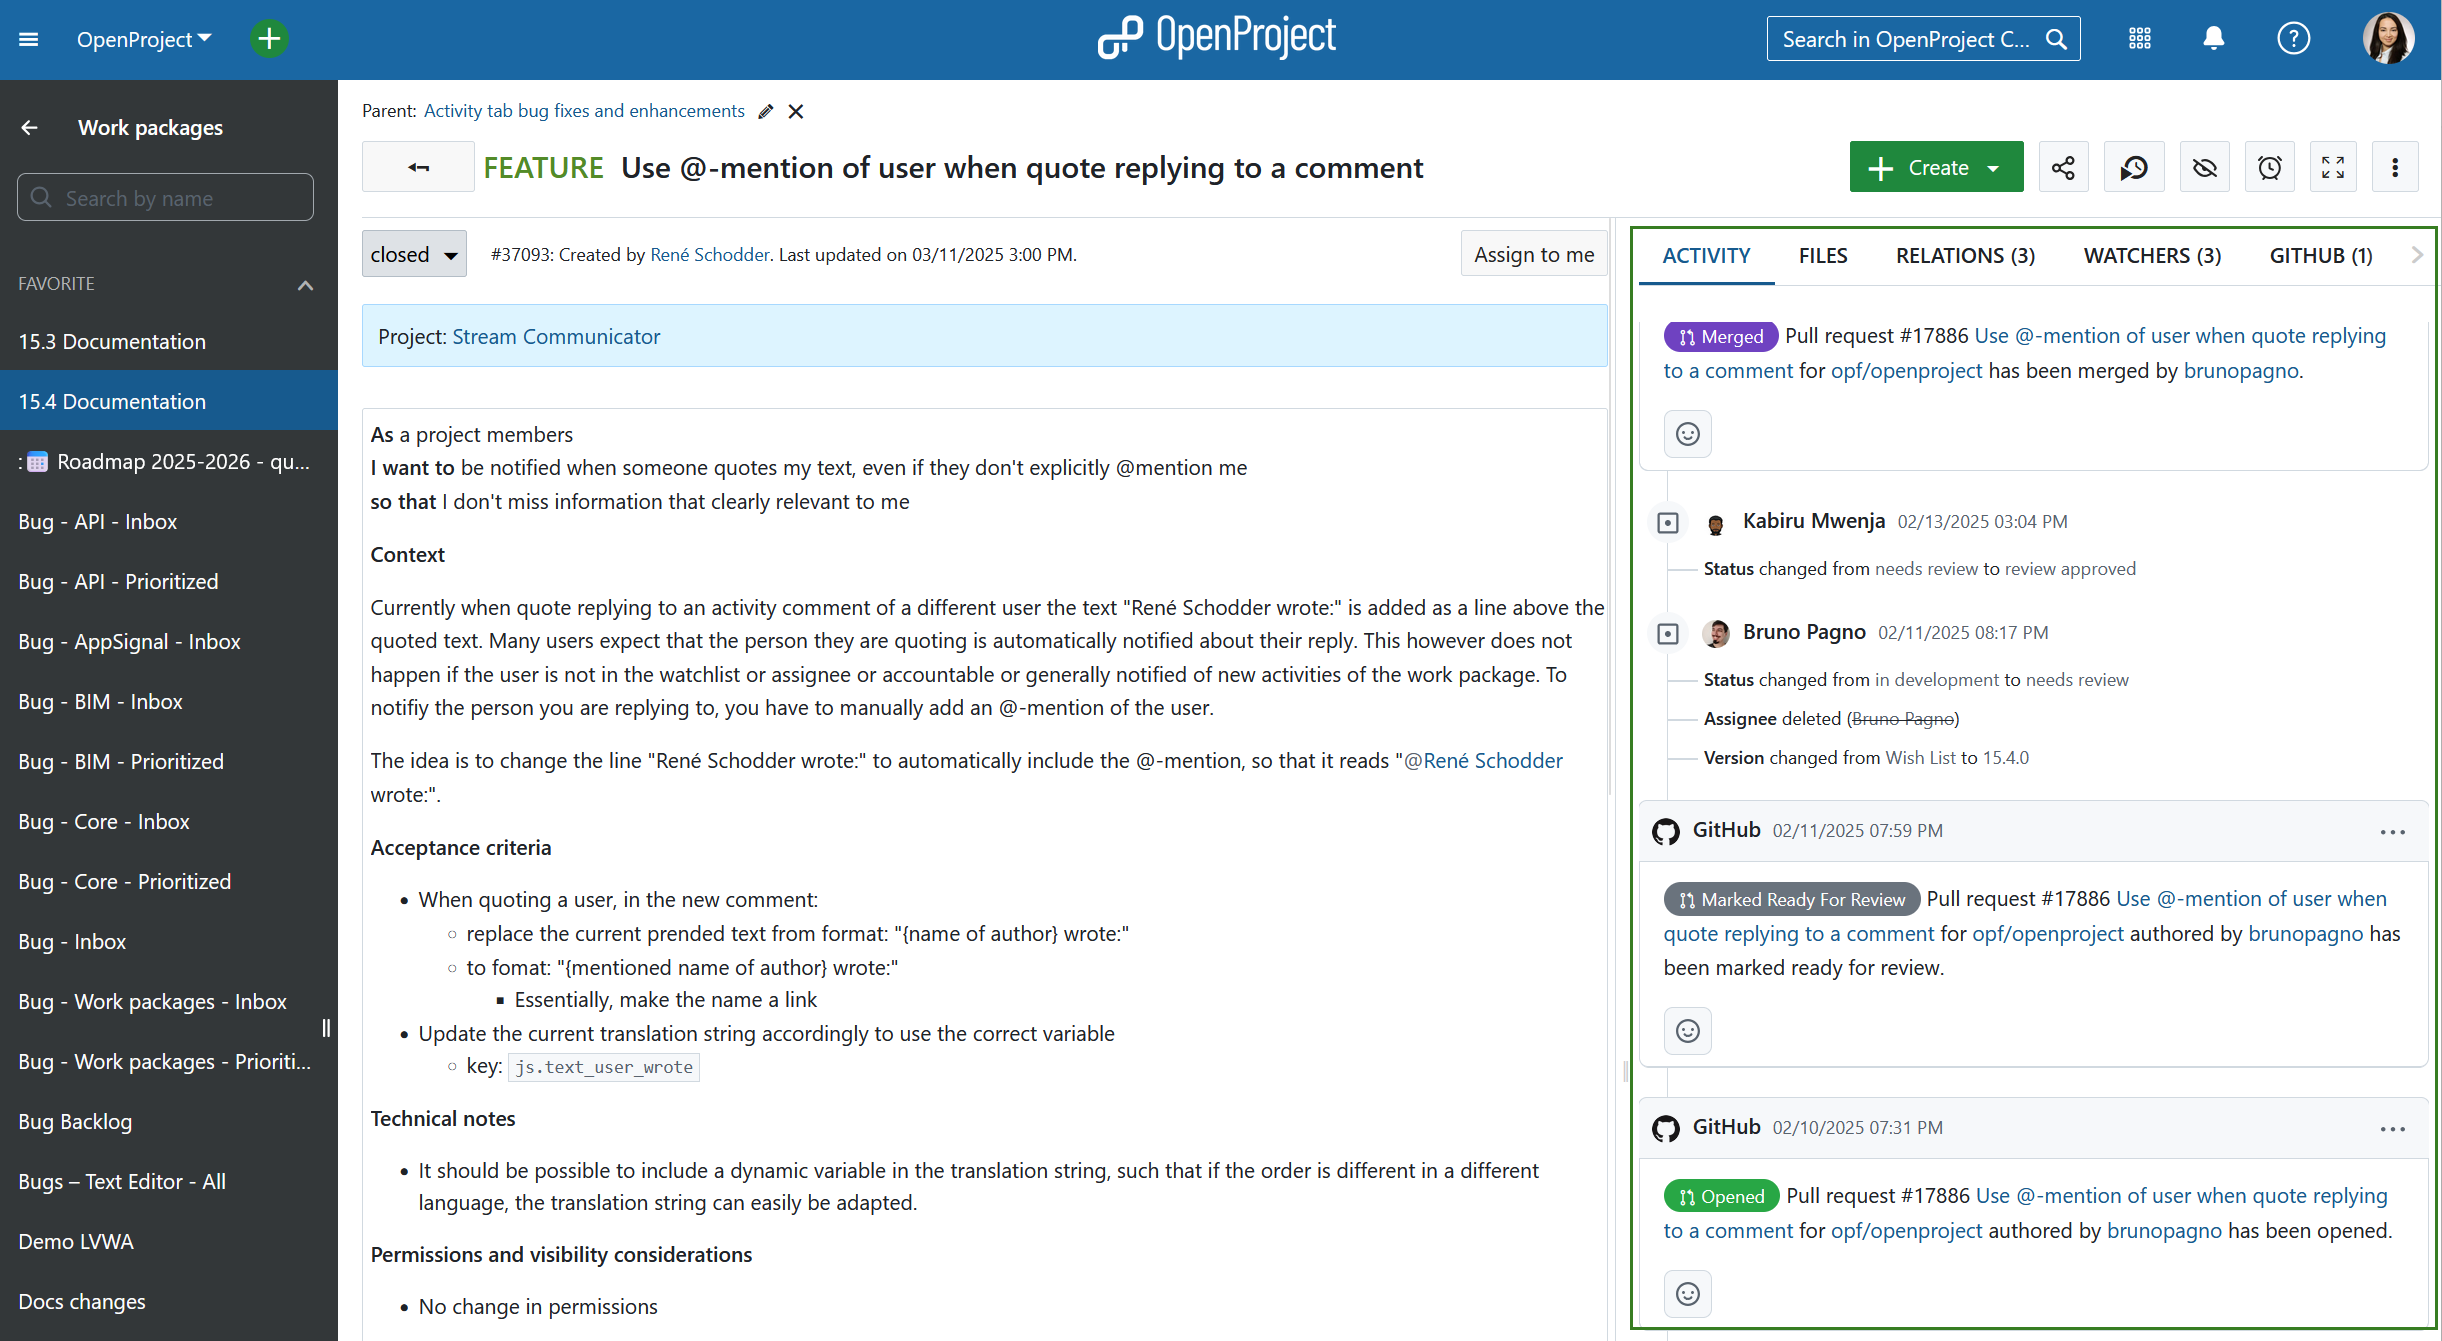 OpenProject
OpenProject
Search in OpenProject C...
?
Work packages
Search by name
FAVORITE
15.3 Documentation
15.4 Documentation
: Roadmap 2025-2026 - qu...
Bug - API - Inbox
Bug - API - Prioritized
Bug - AppSignal - Inbox
Bug - BIM - Inbox
Bug - BIM - Prioritized
Bug - Core - Inbox
Bug - Core - Prioritized
Bug - Inbox
Bug - Work packages - Inbox
Bug - Work packages - Prioriti...
Bug Backlog
Bugs – Text Editor - All
Demo LVWA
Docs changes
Parent: Activity tab bug fixes and enhancements
FEATURE Use @-mention of user when quote replying to a comment
Create
closed
#37093: Created by René Schodder. Last updated on 03/11/2025 3:00 PM.
Assign to me
Project: Stream Communicator
As a project members
I want to be notified when someone quotes my text, even if they don't explicitly @mention me
so that I don't miss information that clearly relevant to me
Context
Currently when quote replying to an activity comment of a different user the text "René Schodder wrote:" is added as a line above the
quoted text. Many users expect that the person they are quoting is automatically notified about their reply. This however does not
happen if the user is not in the watchlist or assignee or accountable or generally notified of new activities of the work package. To
notifiy the person you are replying to, you have to manually add an @-mention of the user.
The idea is to change the line "René Schodder wrote:" to automatically include the @-mention, so that it reads "@René Schodder
wrote:".
Acceptance criteria
• When quoting a user, in the new comment:
◦ replace the current prended text from format: "{name of author} wrote:"
◦ to fomat: "{mentioned name of author} wrote:"
▪ Essentially, make the name a link
• Update the current translation string accordingly to use the correct variable
◦ key: js.text_user_wrote
Technical notes
• It should be possible to include a dynamic variable in the translation string, such that if the order is different in a different
language, the translation string can easily be adapted.
Permissions and visibility considerations
• No change in permissions
ACTIVITY FILES RELATIONS (3) WATCHERS (3) GITHUB (1)
Merged Pull request #17886 Use @-mention of user when quote replying
to a comment for opf/openproject has been merged by brunopagno.
Kabiru Mwenja 02/13/2025 03:04 PM
Status changed from needs review to review approved
Bruno Pagno 02/11/2025 08:17 PM
Status changed from in development to needs review
Assignee deleted (Bruno Pagno)
Version changed from Wish List to 15.4.0
GitHub 02/11/2025 07:59 PM
Marked Ready For Review Pull request #17886 Use @-mention of user when
quote replying to a comment for opf/openproject authored by brunopagno has
been marked ready for review.
GitHub 02/10/2025 07:31 PM
Opened Pull request #17886 Use @-mention of user when quote replying
to a comment for opf/openproject authored by brunopagno has been opened.